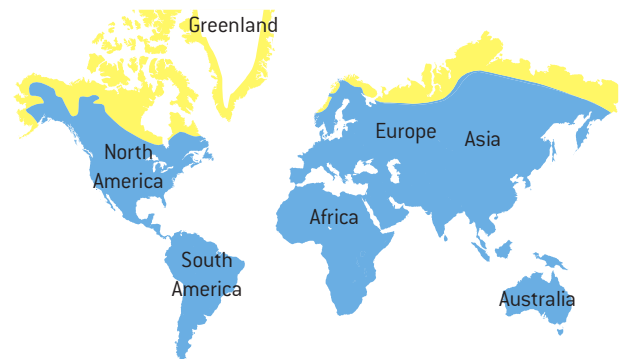 Greenland
North
America
Europe
Asia
Africa
South
America
Australia